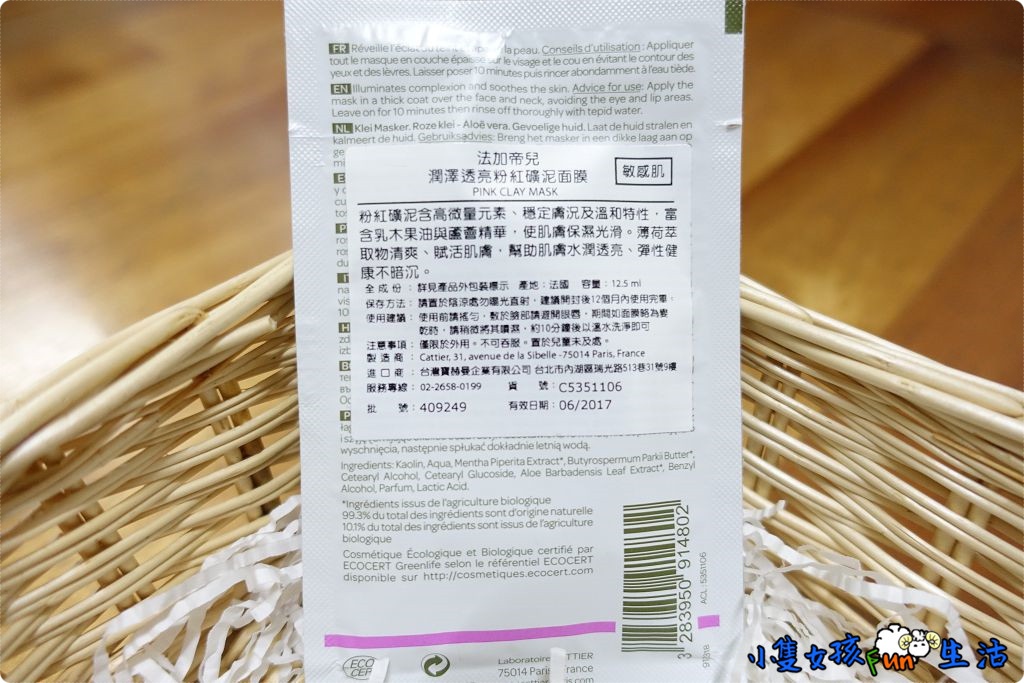 FR Réveille l'éclat du teint et apaise la peau. Conseils d'utilisation : Appliquer
tout le masque en couche épaisse sur le visage et le cou en évitant le contour des
yeux et des lèvres. Laisser poser 10 minutes puis rincer abondamment à l'eau tiède.
EN Illuminates complexion and soothes the skin. Advice for use: Apply the
mask in a thick coat over the face and neck, avoiding the eye and lip areas.
Leave on for 10 minutes then rinse off thoroughly with tepid water.
NL Klei Masker. Roze klei - Aloë vera. Gevoelige huid. Laat de huid stralen en
kalmeert de huid. Gebruiksadvies: Breng het masker in een dikke laag aan op
法加帝兒
潤澤透亮粉紅礦泥面膜
敏感肌
PINK CLAY MASK
粉紅礦泥含高微量元素、穩定膚況及溫和特性，富
含乳木果油與蘆薈精華，使肌膚保濕光滑。薄荷萃
取物清爽、賦活肌膚，幫助肌膚水潤透亮、彈性健
康不暗沉。
全成份：詳見產品外包裝標示 產地：法國 容量：12.5 ml
保存方法：請置於陰涼處勿曝光直射，建議開封後12個月內使用完畢。
使用建議：使用前請搖勻，敷於臉部請避開眼唇，期間如面膜略為變
乾時，請稍微將其噴濕，約10分鐘後以溫水洗淨即可
注意事項：僅限於外用。不可吞服。置於兒童未及處。
製造商：Cattier, 31, avenue de la Sibelle -75014 Paris, France
進口商：台灣寶赫曼企業有限公司 台北市內湖區瑞光路513巷31號9樓
服務專線：02-2658-0199 貨號：C5351106
批號：409249 有效日期：06/2017
wyschnięcia, następnie spłukać dokładnie letnią wodą.
Ingredients: Kaolin, Aqua, Mentha Piperita Extract*, Butyrospermum Parkii Butter*,
Cetearyl Alcohol, Cetearyl Glucoside, Aloe Barbadensis Leaf Extract*, Benzyl
Alcohol, Parfum, Lactic Acid.
*Ingrédients issus de l'agriculture biologique
99.3% du total des ingrédients sont d'origine naturelle
10.1% du total des ingrédients sont issus de l'agriculture
biologique
Cosmétique Écologique et Biologique certifié par
ECOCERT Greenlife selon le référentiel ECOCERT
disponible sur http://cosmetiques.ecocert.com
3 283950 914802
ACL : 5351106
ECO
CER
Laboratoire TTIER
75014 Paris France
小隻女孩Fun生活